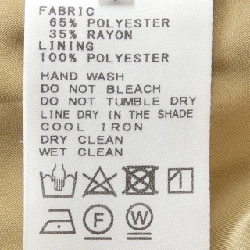 FABRIC
65% POLYESTER
35% RAYON
LINING
100% POLYESTER
HAND WASH
DO NOT BLEACH
DO NOT TUMBLE DRY
LINE DRY IN THE SHADE
COOL IRON
DRY CLEAN
WET CLEAN
F W